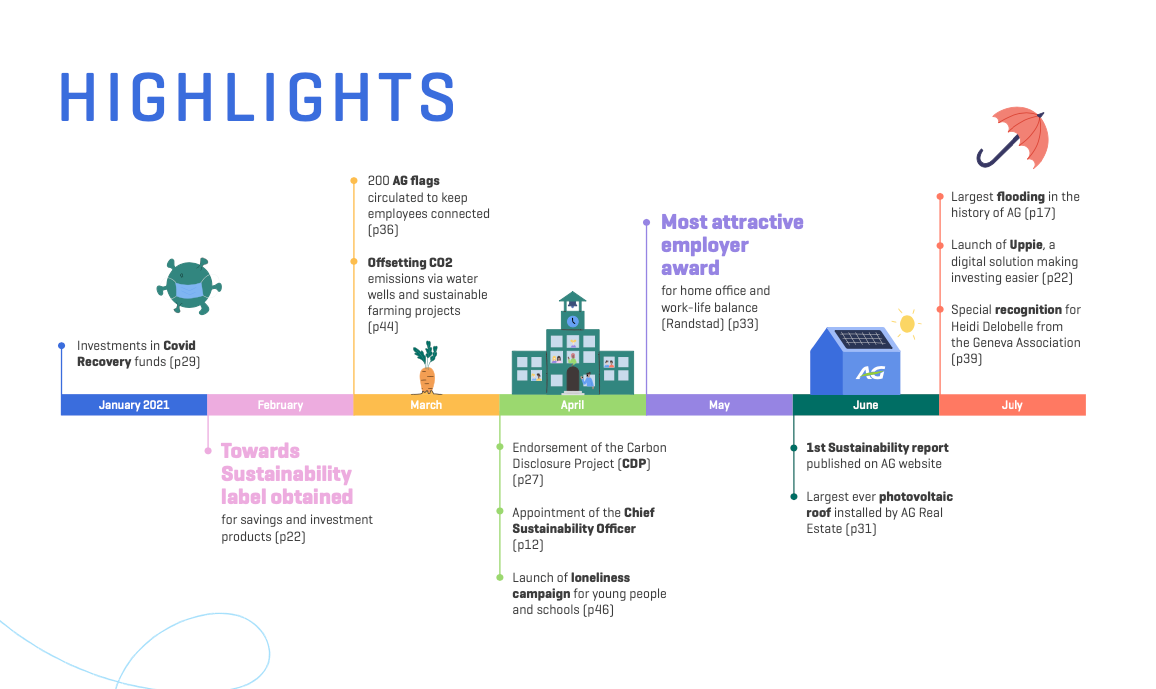 HIGHLIGHTS
Investments in Covid
Recovery funds (p29)
200 AG flags
circulated to keep
employees connected
(p36)
Offsetting CO2
emissions via water
wells and sustainable
farming projects
(p44)
Most attractive
employer
award
for home office and
work-life balance
(Randstad) (p33)
AG
Largest flooding in the
history of AG (p17)
Launch of Uppie, a
digital solution making
investing easier (p22)
Special recognition for
Heidi Delobelle from
the Geneva Association
(p39)
January 2021
February
March
April
May
June
July
Towards
Sustainability
label obtained
for savings and investment
products (p22)
Endorsement of the Carbon
Disclosure Project (CDP)
(p27)
Appointment of the Chief
Sustainability Officer
(p12)
Launch of loneliness
campaign for young people
and schools (p46)
1st Sustainability report
published on AG website
Largest ever photovoltaic
roof installed by AG Real
Estate (p31)